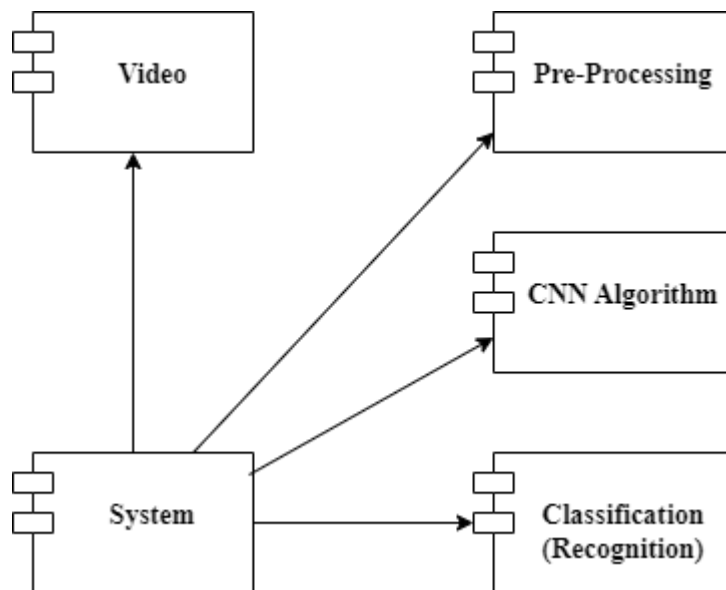 Video
Pre-Processing
CNN Algorithm
System
Classification
(Recognition)